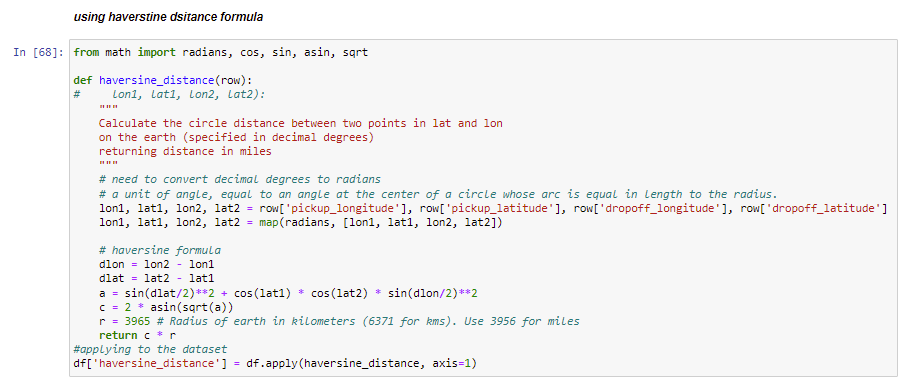 using haverstine dsitance formula
In [68]: from math import radians, cos, sin, asin, sqrt
def haversine_distance(row):
#     lon1, lat1, lon2, lat2):
    """
    Calculate the circle distance between two points in lat and lon
    on the earth (specified in decimal degrees)
    returning distance in miles
    """
    # need to convert decimal degrees to radians
    # a unit of angle, equal to an angle at the center of a circle whose arc is equal in length to the radius.
    lon1, lat1, lon2, lat2 = row['pickup_longitude'], row['pickup_latitude'], row['dropoff_longitude'], row['dropoff_latitude']
    lon1, lat1, lon2, lat2 = map(radians, [lon1, lat1, lon2, lat2])
    # haversine formula
    dlon = lon2 - lon1
    dlat = lat2 - lat1
    a = sin(dlat/2)**2 + cos(lat1) * cos(lat2) * sin(dlon/2)**2
    c = 2 * asin(sqrt(a))
    r = 3965 # Radius of earth in kilometers (6371 for kms). Use 3956 for miles
    return c * r
#applying to the dataset
df['haversine_distance'] = df.apply(haversine_distance, axis=1)